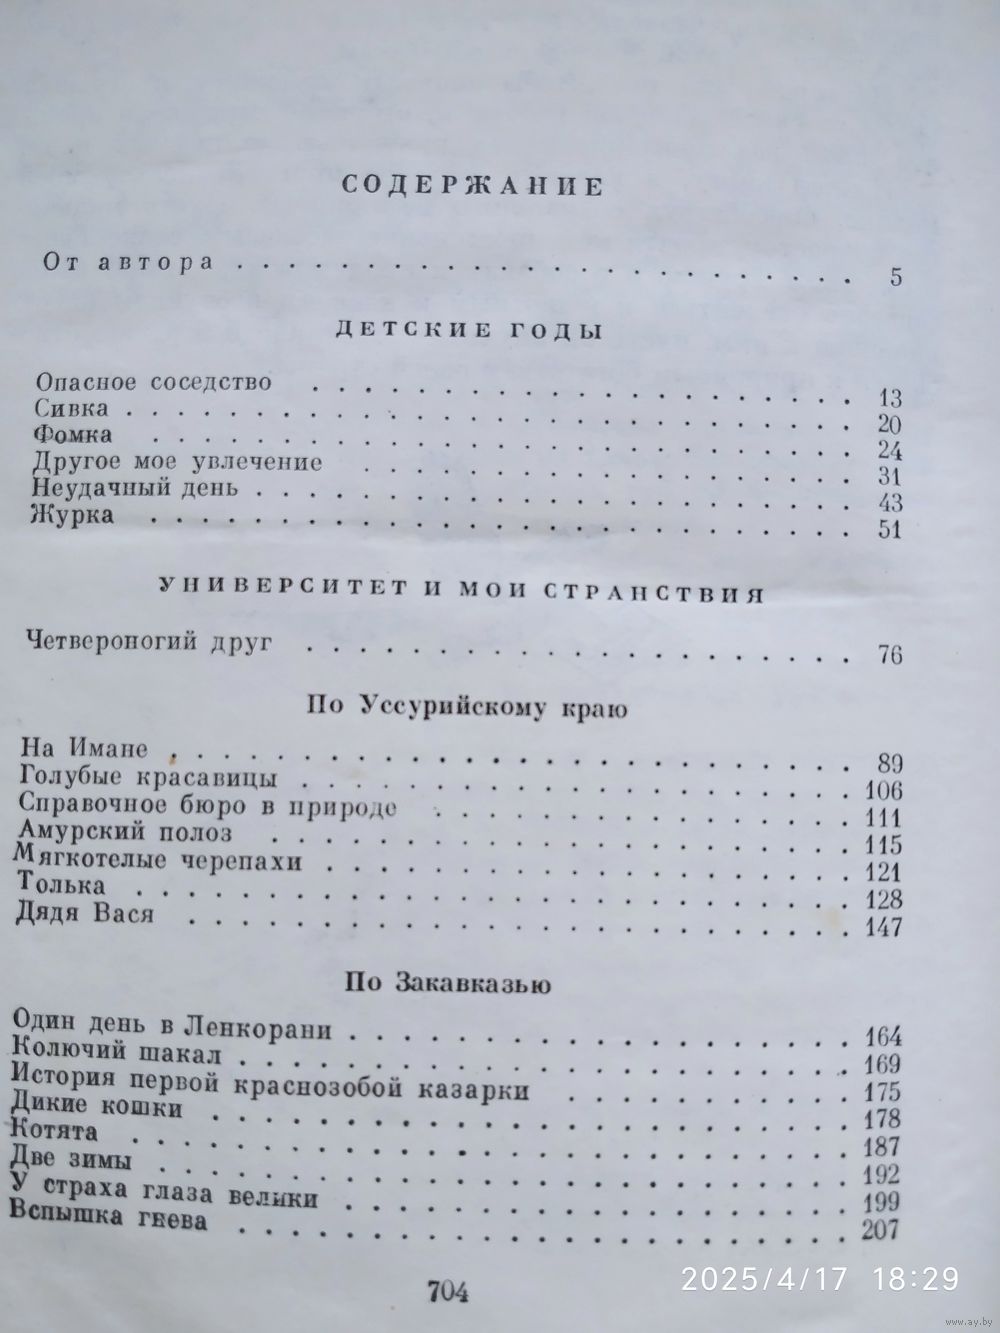 СОДЕРЖАНИЕ
От автора . . . . . . . . . . . . . . . . . . . . . . . . 5
ДЕТСКИЕ ГОДЫ
Опасное соседство . . . . . . . . . . . . . . . . . . . . . 13
Сивка . . . . . . . . . . . . . . . . . . . . . . . . . . . . 20
Фомка . . . . . . . . . . . . . . . . . . . . . . . . . . . 24
Другое мое увлечение . . . . . . . . . . . . . . . . . . . 31
Неудачный день . . . . . . . . . . . . . . . . . . . . . . . 43
Журка . . . . . . . . . . . . . . . . . . . . . . . . . . . 51
УНИВЕРСИТЕТ И МОИ СТРАНСТВИЯ
Четвероногий друг . . . . . . . . . . . . . . . . . . . . . 76
По Уссурийскому краю
На Имане . . . . . . . . . . . . . . . . . . . . . . . . . . 89
Голубые красавицы . . . . . . . . . . . . . . . . . . . . . 106
Справочное бюро в природе . . . . . . . . . . . . . . . . 111
Амурский полоз . . . . . . . . . . . . . . . . . . . . . . 115
Мягкотелые черепахи . . . . . . . . . . . . . . . . . . . . 121
Толька . . . . . . . . . . . . . . . . . . . . . . . . . . . 128
Дядя Вася . . . . . . . . . . . . . . . . . . . . . . . . . 147
По Закавказью
Один день в Ленкорани . . . . . . . . . . . . . . . . . . . 164
Колючий шакал . . . . . . . . . . . . . . . . . . . . . . . 169
История первой краснозобой казарки . . . . . . . . . . . 175
Дикие кошки . . . . . . . . . . . . . . . . . . . . . . . . 178
Котята . . . . . . . . . . . . . . . . . . . . . . . . . . . 187
Две зимы . . . . . . . . . . . . . . . . . . . . . . . . . . 192
У страха глаза велики . . . . . . . . . . . . . . . . . . . 199
Вспышка гнева . . . . . . . . . . . . . . . . . . . . . . . 207
704
2025/4/17 18:29
www.ay.by